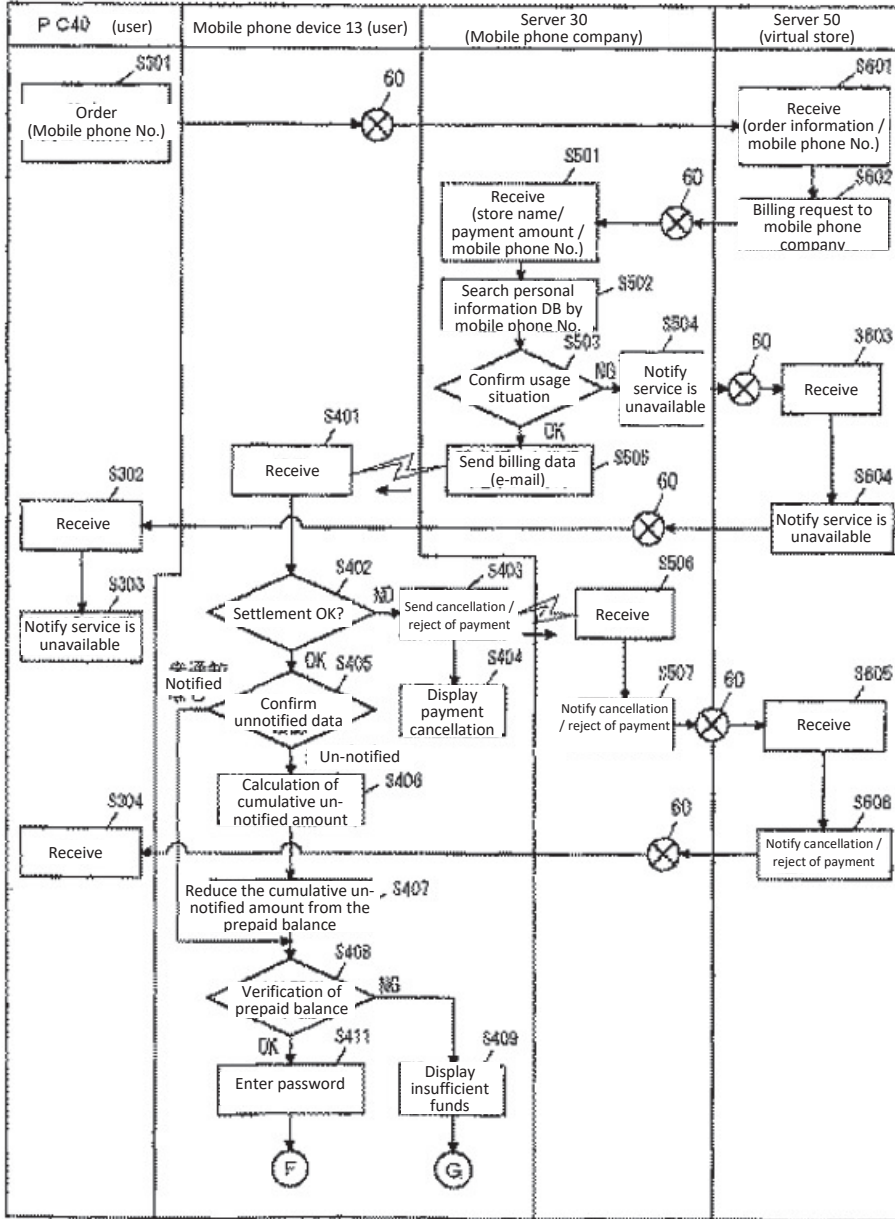 PC40 (user)
Mobile phone device 13 (user)
Server 30
(Mobile phone company)
Server 50
(virtual store)
S301
Order
(Mobile phone No.)
60
S601
Receive
(order information /
mobile phone No.)
S501
Receive
(store name/
payment amount /
mobile phone No.)
60
S602
Billing request to
mobile phone
company
S502
Search personal
information DB by
mobile phone No.
S503
Confirm usage
situation
NG
S504
Notify
service is
unavailable
60
S603
Receive
OK
S401
Receive
S505
Send billing data
(e-mail)
S302
Receive
60
S604
Notify service is
unavailable
S303
Notify service is
unavailable
S402
Settlement OK?
NO
S403
Send cancellation /
reject of payment
S506
Receive
OK
S404
Display
payment
cancellation
S405
Notified
Confirm
unnotified data
S507
Notify cancellation
/ reject of payment
60
S605
Receive
Un-notified
S406
Calculation of
cumulative un-
notified amount
S304
Receive
60
S606
Notify cancellation /
reject of payment
S407
Reduce the cumulative un-
notified amount from the
prepaid balance
S408
Verification of
prepaid balance
NG
OK
S411
Enter password
S409
Display
insufficient
funds
F
G